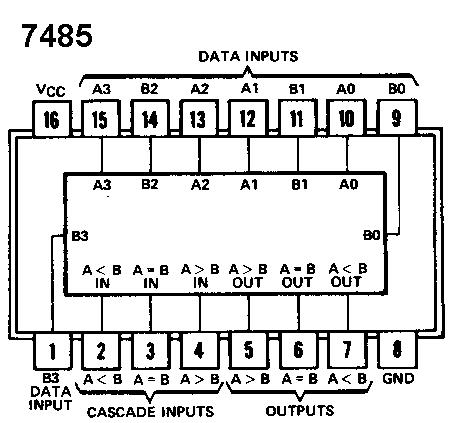 7485
DATA INPUTS
VCC A3 B2 A2 A1 B1 A0 B0
16 15 14 13 12 11 10 9
A3 B2 A2 A1 B1 A0
B3 B0
A < B A = B A > B A > B A = B A < B
IN IN IN OUT OUT OUT
1 2 3 4 5 6 7 8
B3 A < B A = B A > B A > B A = B A < B GND
DATA
INPUT CASCADE INPUTS OUTPUTS